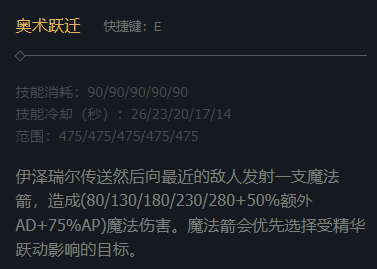 奥术跃迁 快捷键：E
技能消耗：90/90/90/90/90
技能冷却（秒）：26/23/20/17/14
范围：475/475/475/475/475
伊泽瑞尔传送然后向最近的敌人发射一支魔法
箭，造成(80/130/180/230/280+50%额外
AD+75%AP)魔法伤害。魔法箭会优先选择受精华
跃动影响的目标。